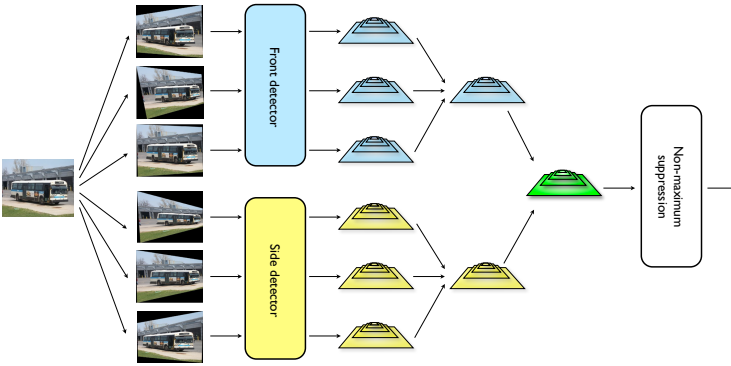 Front detector
Side detector
Non-maximum
suppression